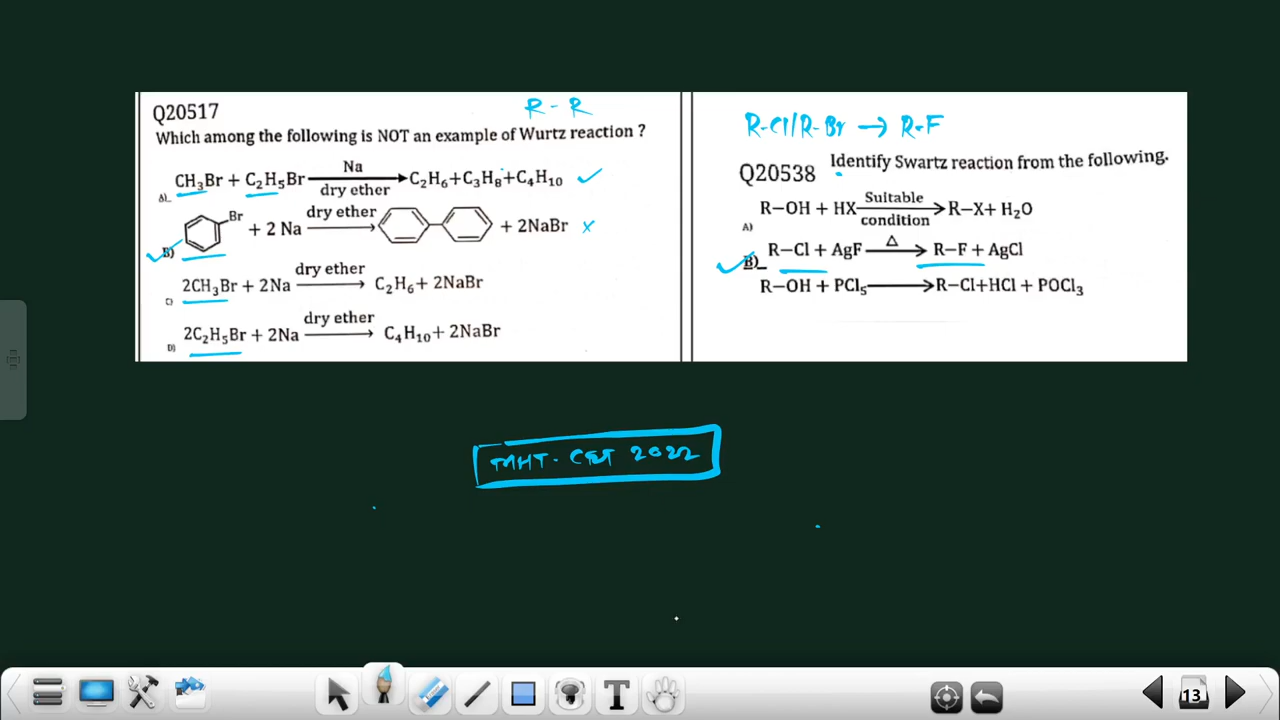 Q20517
R - R
Which among the following is NOT an example of Wurtz reaction ?
A) CH₃Br + C₂H₅Br Na dry ether → C₂H₆+C₃H₈+C₄H₁₀ ✓
B) Br + 2 Na dry ether → + 2NaBr x
C) 2CH₃Br + 2Na dry ether → C₂H₆+ 2NaBr
D) 2C₂H₅Br + 2Na dry ether → C₄H₁₀+ 2NaBr
R-Cl/R-Br → R-F
Q20538 Identify Swartz reaction from the following.
A) R−OH + HX Suitable condition → R−X+ H₂O
B) R−Cl + AgF Δ → R−F + AgCl
R−OH + PCl₅ → R−Cl+HCl + POCl₃
MHT-CET 2022
T
13